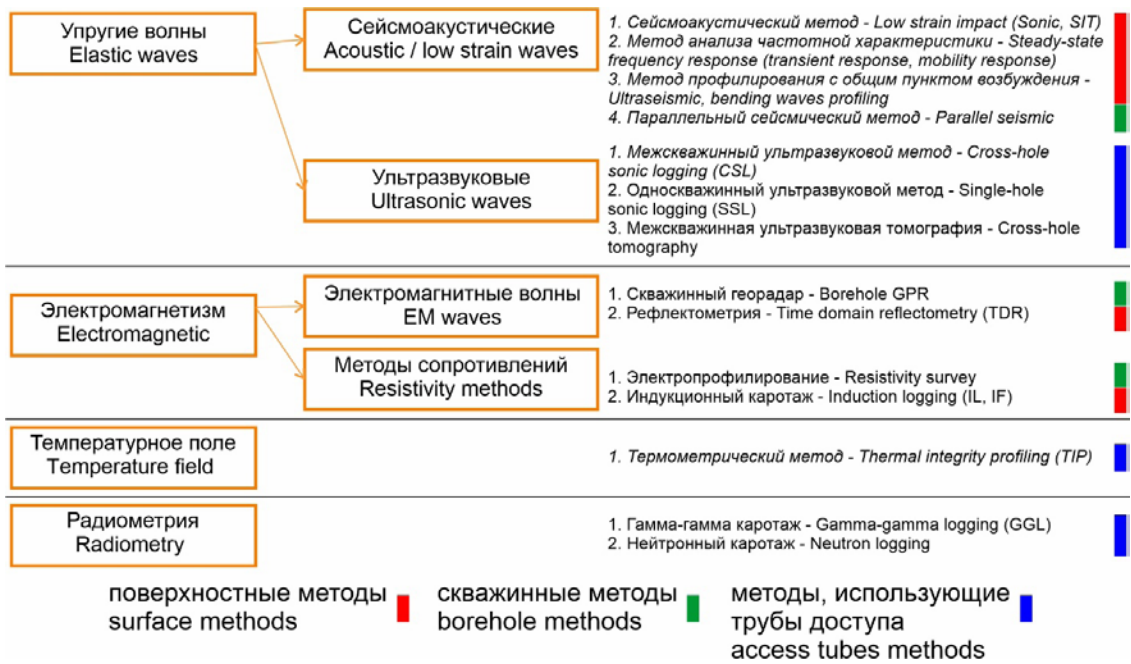 Упругие волны
Elastic waves
Сейсмоакустические
Acoustic / low strain waves
1. Сейсмоакустический метод - Low strain impact (Sonic, SIT)
2. Метод анализа частотной характеристики - Steady-state
frequency response (transient response, mobility response)
3. Метод профилирования с общим пунктом возбуждения -
Ultraseismic, bending waves profiling
4. Параллельный сейсмический метод - Parallel seismic
Ультразвуковые
Ultrasonic waves
1. Межскважинный ультразвуковой метод - Cross-hole
sonic logging (CSL)
2. Односкважинный ультразвуковой метод - Single-hole
sonic logging (SSL)
3. Межскважинная ультразвуковая томография - Cross-hole
tomography
Электромагнетизм
Electromagnetic
Электромагнитные волны
EM waves
1. Скважинный георадар - Borehole GPR
2. Рефлектометрия - Time domain reflectometry (TDR)
Методы сопротивлений
Resistivity methods
1. Электропрофилирование - Resistivity survey
2. Индукционный каротаж - Induction logging (IL, IF)
Температурное поле
Temperature field
1. Термометрический метод - Thermal integrity profiling (TIP)
Радиометрия
Radiometry
1. Гамма-гамма каротаж - Gamma-gamma logging (GGL)
2. Нейтронный каротаж - Neutron logging
поверхностные методы
surface methods
скважинные методы
borehole methods
методы, использующие
трубы доступа
access tubes methods